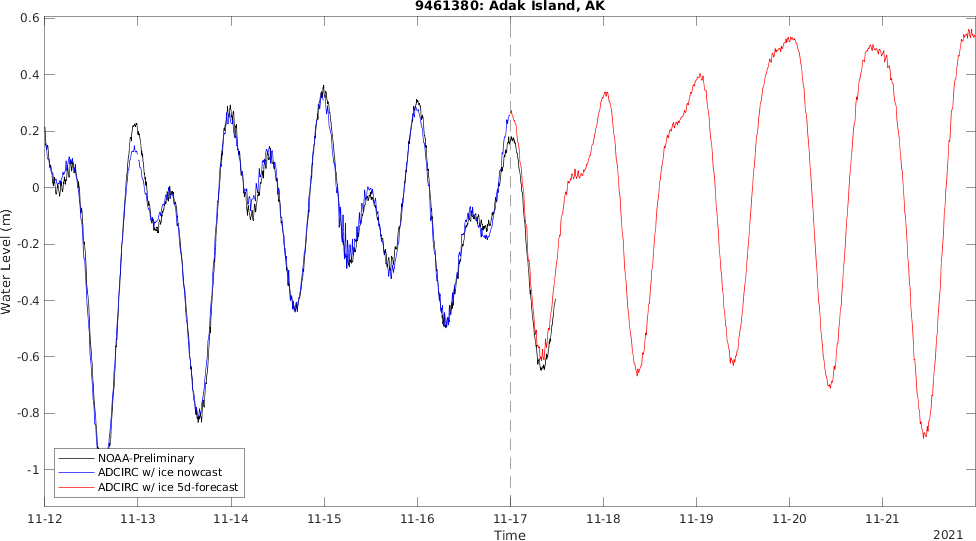 9461380: Adak Island, AK
0.6
0.4
0.2
0
-0.2
-0.4
-0.6
-0.8
-1
Water Level (m)
NOAA-Preliminary
ADCIRC w/ ice nowcast
ADCIRC w/ ice 5d-forecast
11-12 11-13 11-14 11-15 11-16 11-17 11-18 11-19 11-20 11-21
Time
2021